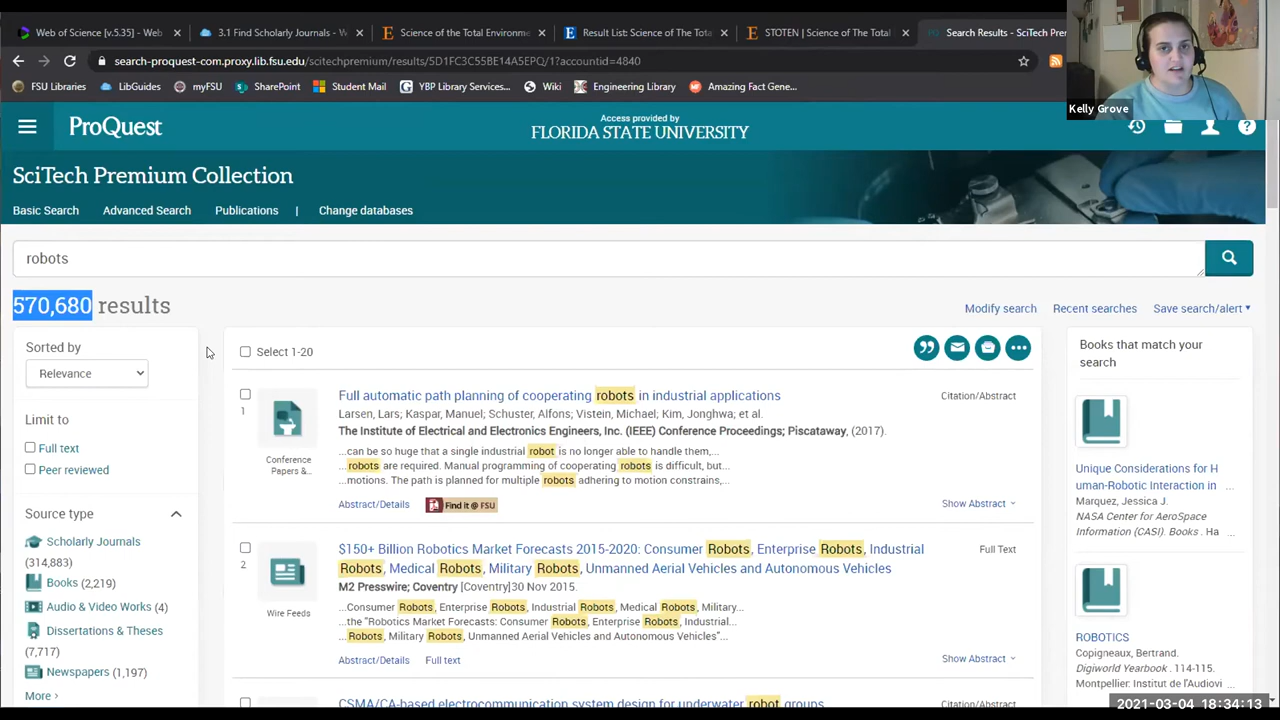 Web of Science [v.5.35] - Web
3.1 Find Scholarly Journals - W
Science of the Total Environme
Result List: Science of The Tota
STOTEN | Science of The Total
Search Results - SciTech Prem
search-proquest-com.proxy.lib.fsu.edu/scitechpremium/results/5D1FC3C55BE14A5EPQ/1?accountid=4840
FSU Libraries
LibGuides
myFSU
SharePoint
Student Mail
YBP Library Services...
Wiki
Engineering Library
Amazing Fact Gene...
Kelly Grove
ProQuest
Access provided by
FLORIDA STATE UNIVERSITY
SciTech Premium Collection
Basic Search
Advanced Search
Publications
|
Change databases
robots
570,680 results
Modify search
Recent searches
Save search/alert
Sorted by
Relevance
Limit to
Full text
Peer reviewed
Source type
Scholarly Journals
(314,883)
Books (2,219)
Audio & Video Works (4)
Dissertations & Theses
(7,717)
Newspapers (1,197)
More ›
Select 1-20
1
Conference
Papers &...
Full automatic path planning of cooperating robots in industrial applications
Larsen, Lars; Kaspar, Manuel; Schuster, Alfons; Vistein, Michael; Kim, Jonghwa; et al.
The Institute of Electrical and Electronics Engineers, Inc. (IEEE) Conference Proceedings; Piscataway, (2017).
...can be so huge that a single industrial robot is no longer able to handle them,...
...robots are required. Manual programming of cooperating robots is difficult, but...
...motions. The path is planned for multiple robots adhering to motion constraints,...
Abstract/Details
Find it @ FSU
Citation/Abstract
Show Abstract
2
Wire Feeds
$150+ Billion Robotics Market Forecasts 2015-2020: Consumer Robots, Enterprise Robots, Industrial
Robots, Medical Robots, Military Robots, Unmanned Aerial Vehicles and Autonomous Vehicles
M2 Presswire; Coventry [Coventry]30 Nov 2015.
...Consumer Robots, Enterprise Robots, Industrial Robots, Medical Robots, Military...
...the "Robotics Market Forecasts: Consumer Robots, Enterprise Robots, Industrial...
...Robots, Military Robots, Unmanned Aerial Vehicles and Autonomous Vehicles"...
Abstract/Details
Full text
Full Text
Show Abstract
CSMA/CA-based electrocommunication system design for underwater robot groups
Citation/Abstract
Books that match your
search
Unique Considerations for H
uman-Robotic Interaction in ...
Marquez, Jessica J.
NASA Center for AeroSpace
Information (CASI). Books . Ha ...
ROBOTICS
Copigneaux, Bertrand.
Digiworld Yearbook . 114-115.
Montpellier: Institut de l'Audiovi ...
2021-03-04 18:34:13